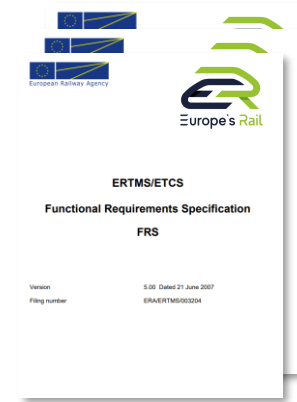 European Railway Agency
Europe's Rail
ERTMS/ETCS
Functional Requirements Specification
FRS
Version 5.00 Dated 21 June 2007
Filing number ERA/ERTMS/003204